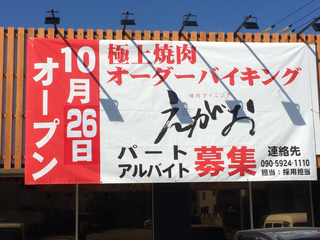 10月26日
オープン
極上焼肉
オーダーバイキング
焼肉ダイニング
えがお
パート
アルバイト
募集
連絡先
090-5924-1110
担当：採用担当